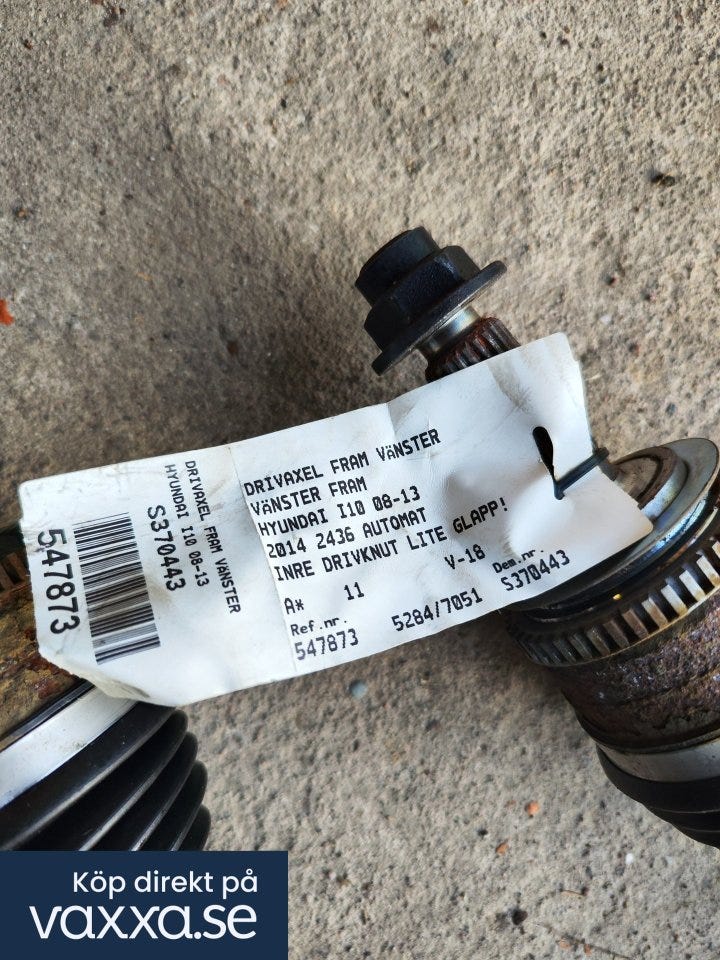 DRIVAXEL FRAM VÄNSTER
VÄNSTER FRAM
HYUNDAI I10 08-13
2014 2436 AUTOMAT
INRE DRIVKNUT LITE GLAPP!
A* 11 V-18
Ref.nr. 5284/7051 Dem.nr.
547873 S370443
DRIVAXEL FRAM VÄNSTER
HYUNDAI I10 08-13
S370443
547873
Köp direkt på
vaxxa.se